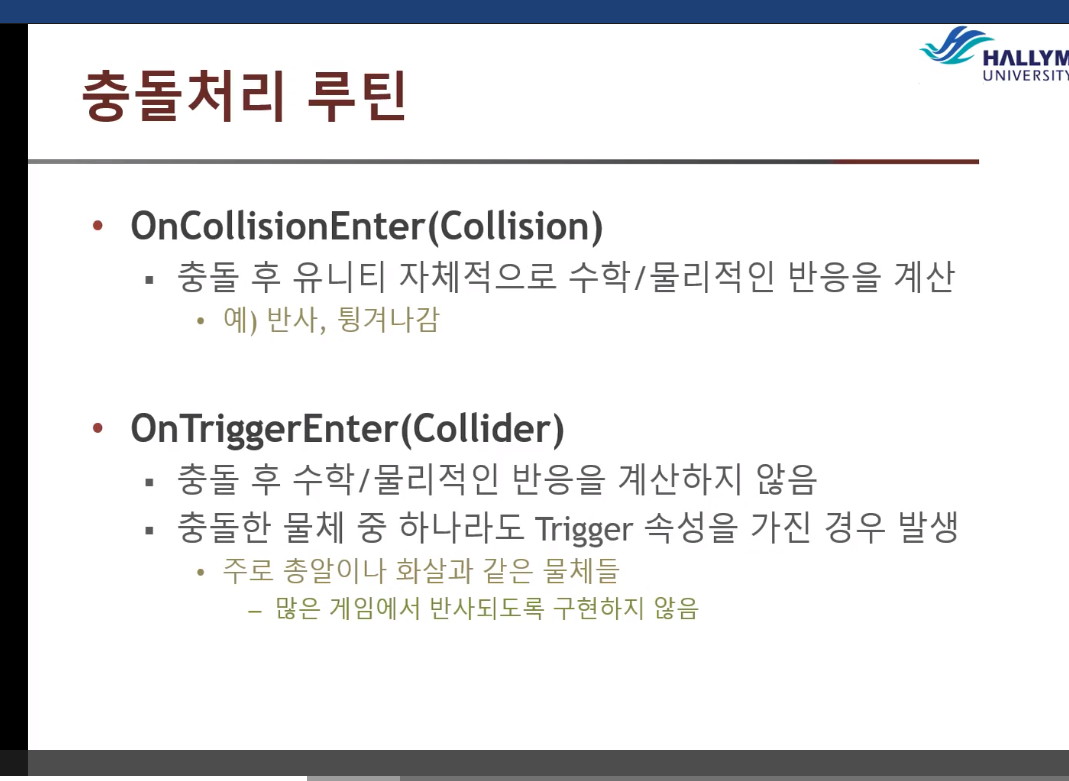 HALLYM
UNIVERSITY
충돌처리 루틴
• OnCollisionEnter(Collision)
▪ 충돌 후 유니티 자체적으로 수학/물리적인 반응을 계산
• 예) 반사, 튕겨나감
• OnTriggerEnter(Collider)
▪ 충돌 후 수학/물리적인 반응을 계산하지 않음
▪ 충돌한 물체 중 하나라도 Trigger 속성을 가진 경우 발생
• 주로 총알이나 화살과 같은 물체들
– 많은 게임에서 반사되도록 구현하지 않음